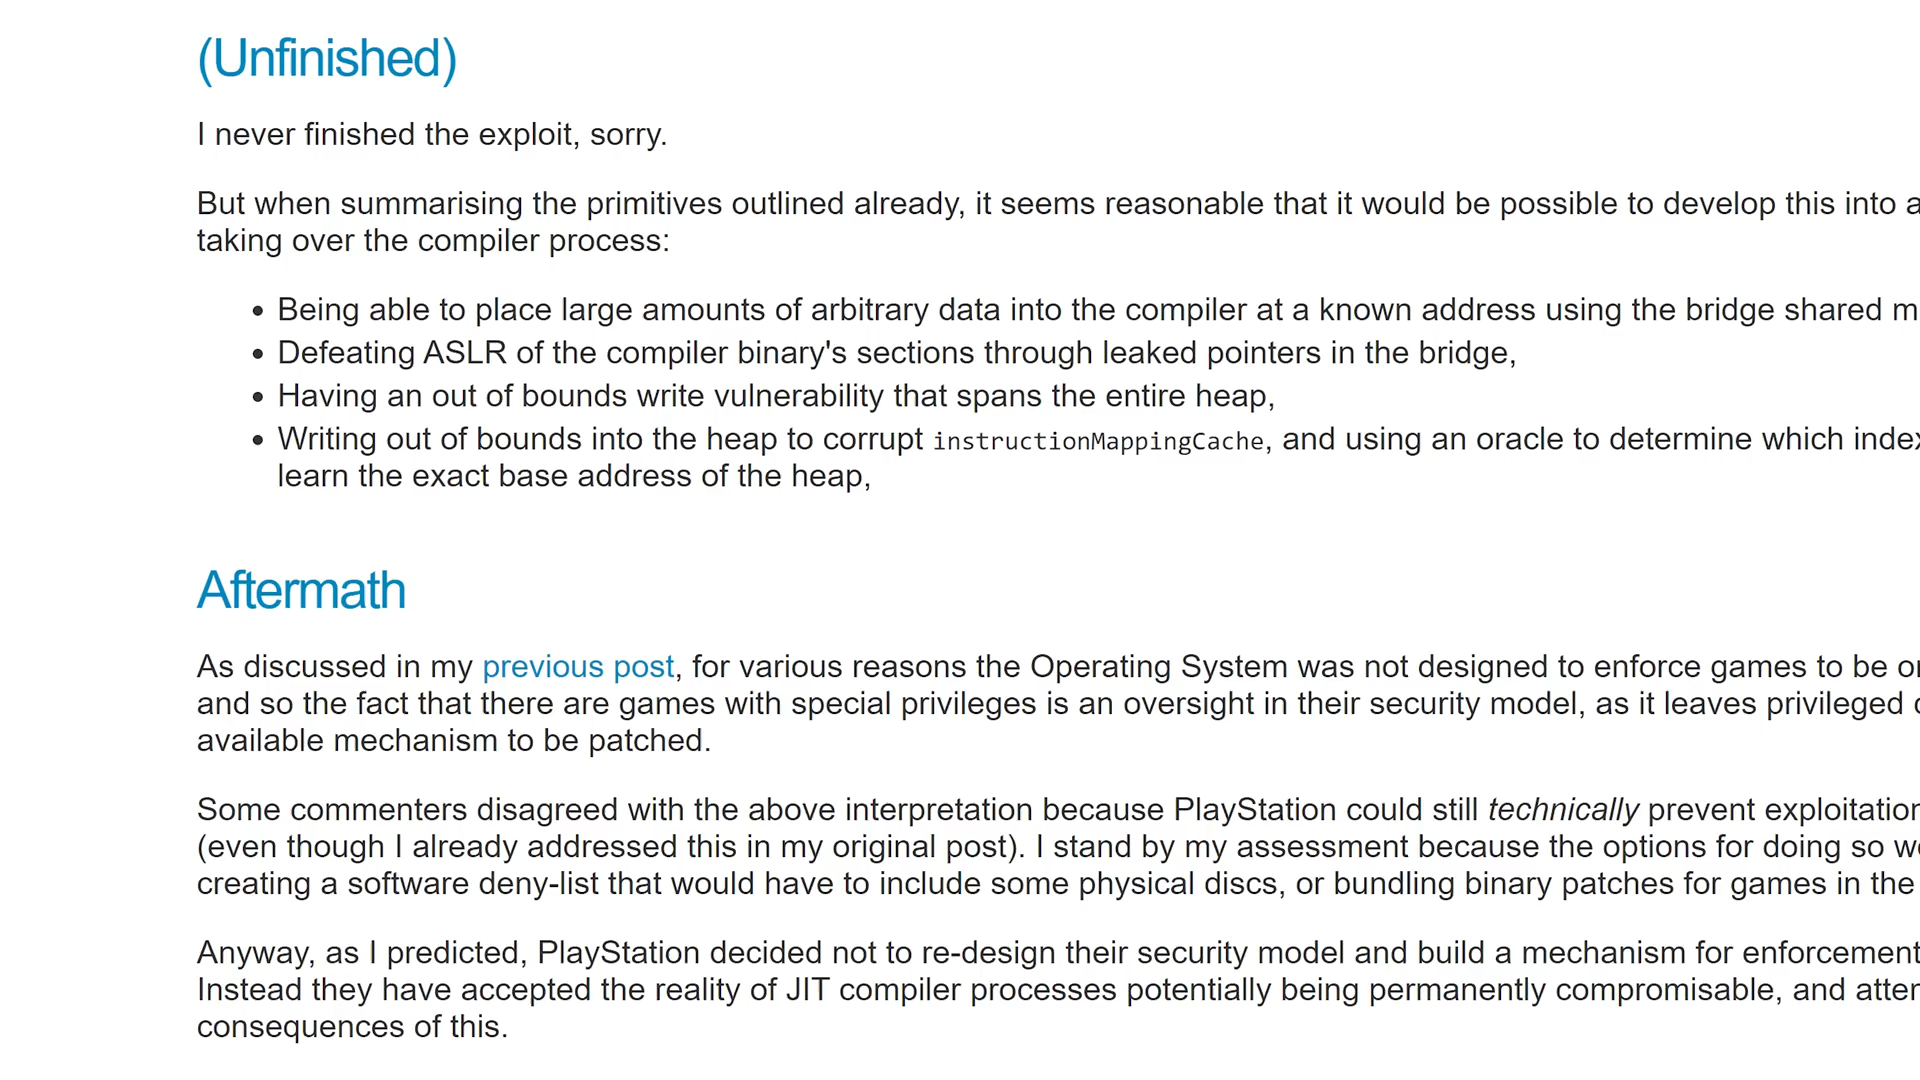 (Unfinished)
I never finished the exploit, sorry.
But when summarising the primitives outlined already, it seems reasonable that it would be possible to develop this into a
taking over the compiler process:
• Being able to place large amounts of arbitrary data into the compiler at a known address using the bridge shared m
• Defeating ASLR of the compiler binary's sections through leaked pointers in the bridge,
• Having an out of bounds write vulnerability that spans the entire heap,
• Writing out of bounds into the heap to corrupt instructionMappingCache, and using an oracle to determine which index
learn the exact base address of the heap,
Aftermath
As discussed in my previous post, for various reasons the Operating System was not designed to enforce games to be
and so the fact that there are games with special privileges is an oversight in their security model, as it leaves privileged
available mechanism to be patched.
Some commenters disagreed with the above interpretation because PlayStation could still technically prevent exploitation
(even though I already addressed this in my original post). I stand by my assessment because the options for doing so
creating a software deny-list that would have to include some physical discs, or bundling binary patches for games in the
Anyway, as I predicted, PlayStation decided not to re-design their security model and build a mechanism for enforcement
Instead they have accepted the reality of JIT compiler processes potentially being permanently compromisable, and
consequences of this.